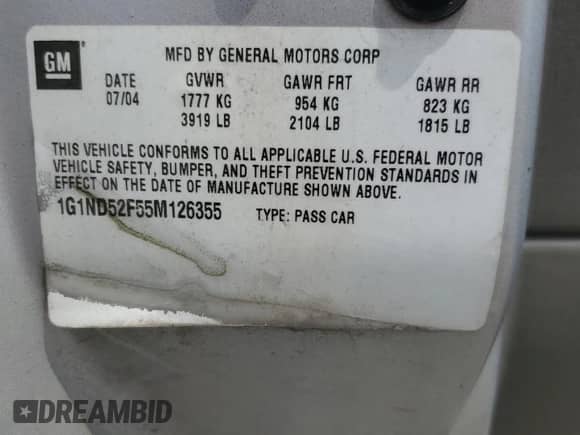 GM ®
MFD BY GENERAL MOTORS CORP
DATE GVWR GAWR FRT GAWR RR
07/04 1777 KG 954 KG 823 KG
3919 LB 2104 LB 1815 LB
THIS VEHICLE CONFORMS TO ALL APPLICABLE U.S. FEDERAL MOTOR
VEHICLE SAFETY, BUMPER, AND THEFT PREVENTION STANDARDS IN
EFFECT ON THE DATE OF MANUFACTURE SHOWN ABOVE.
1G1ND52F55M126355 TYPE: PASS CAR
DREAMBID